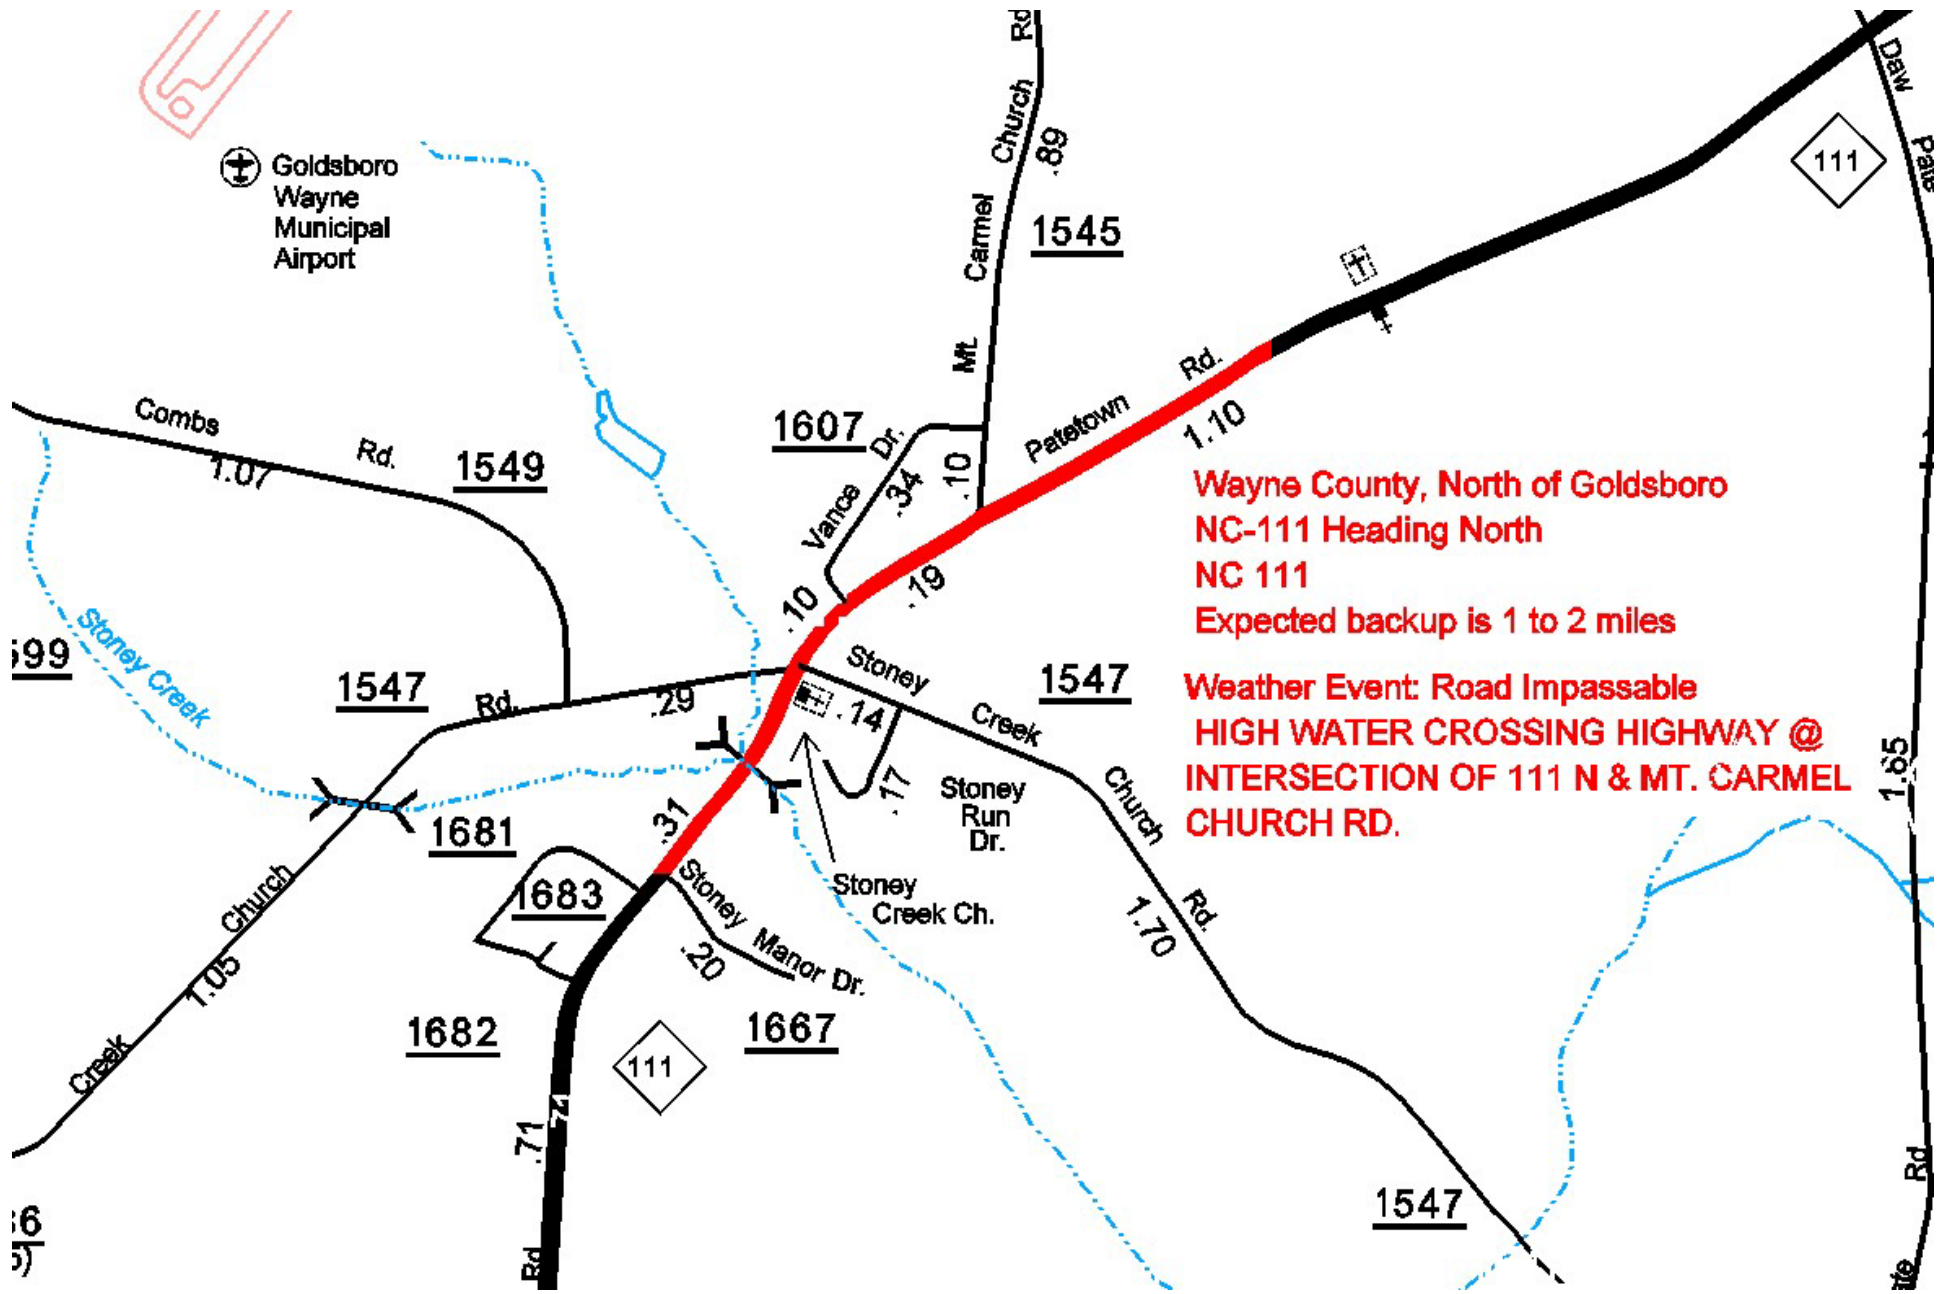 Rd
Church
Carmel
Mt.
.89
1545
Daw
Pate
111
Goldsboro
Wayne
Municipal
Airport
Combs
Rd.
1.07
1549
1607
Vance
Dr.
.34
.10
Patetown
Rd.
1.10
.19
.10
Wayne County, North of Goldsboro
NC-111 Heading North
NC 111
Expected backup is 1 to 2 miles
Weather Event: Road Impassable
HIGH WATER CROSSING HIGHWAY @
INTERSECTION OF 111 N & MT. CARMEL
CHURCH RD.
Stoney Creek
599
1547
Rd.
.29
Stoney
Creek
Church
Rd.
1547
.14
.17
Stoney
Run
Dr.
1.65
1681
.31
1683
Stoney
Creek Ch.
Stoney Manor Dr.
.20
1.70
Church
1.05
Creek
1682
1667
111
.71
Rd
1547
Rd
36
5)